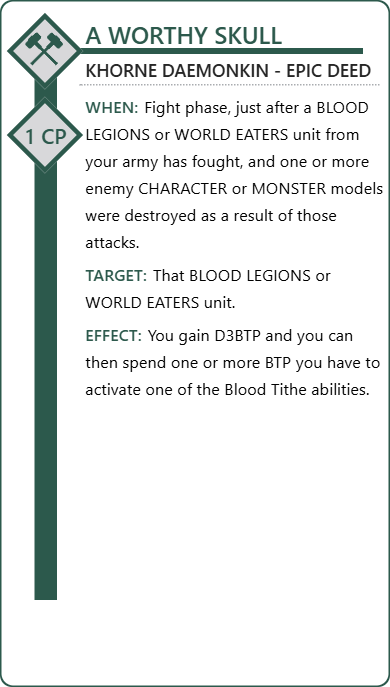 A WORTHY SKULL
KHORNE DAEMONKIN - EPIC DEED
1 CP
WHEN: Fight phase, just after a BLOOD
LEGIONS or WORLD EATERS unit from
your army has fought, and one or more
enemy CHARACTER or MONSTER models
were destroyed as a result of those
attacks.
TARGET: That BLOOD LEGIONS or
WORLD EATERS unit.
EFFECT: You gain D3BTP and you can
then spend one or more BTP you have to
activate one of the Blood Tithe abilities.